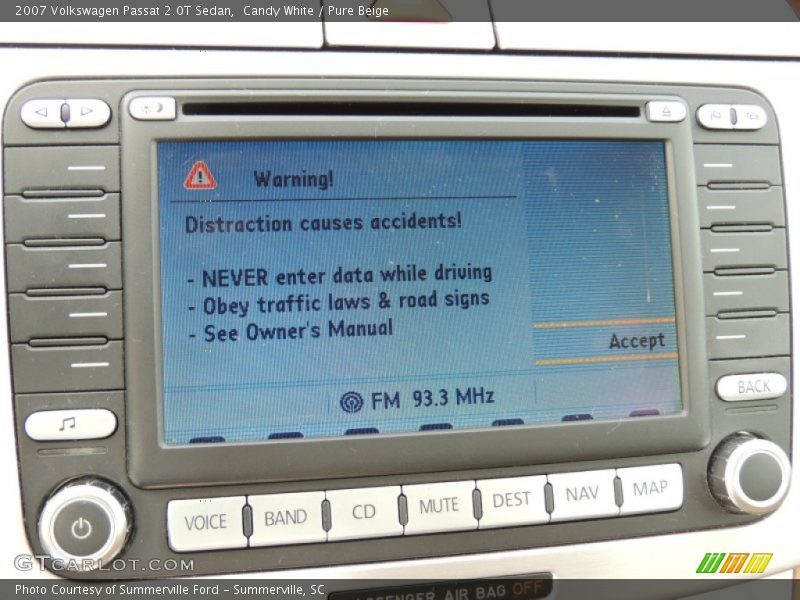 2007 Volkswagen Passat 2.0T Sedan, Candy White / Pure Beige
Warning!
Distraction causes accidents!
- NEVER enter data while driving
- Obey traffic laws & road signs
- See Owner's Manual
Accept
FM 93.3 MHz
BACK
VOICE BAND CD MUTE DEST NAV MAP
GTCARLOT.COM
AIR BAG OFF
Photo Courtesy of Summerville Ford - Summerville, SC